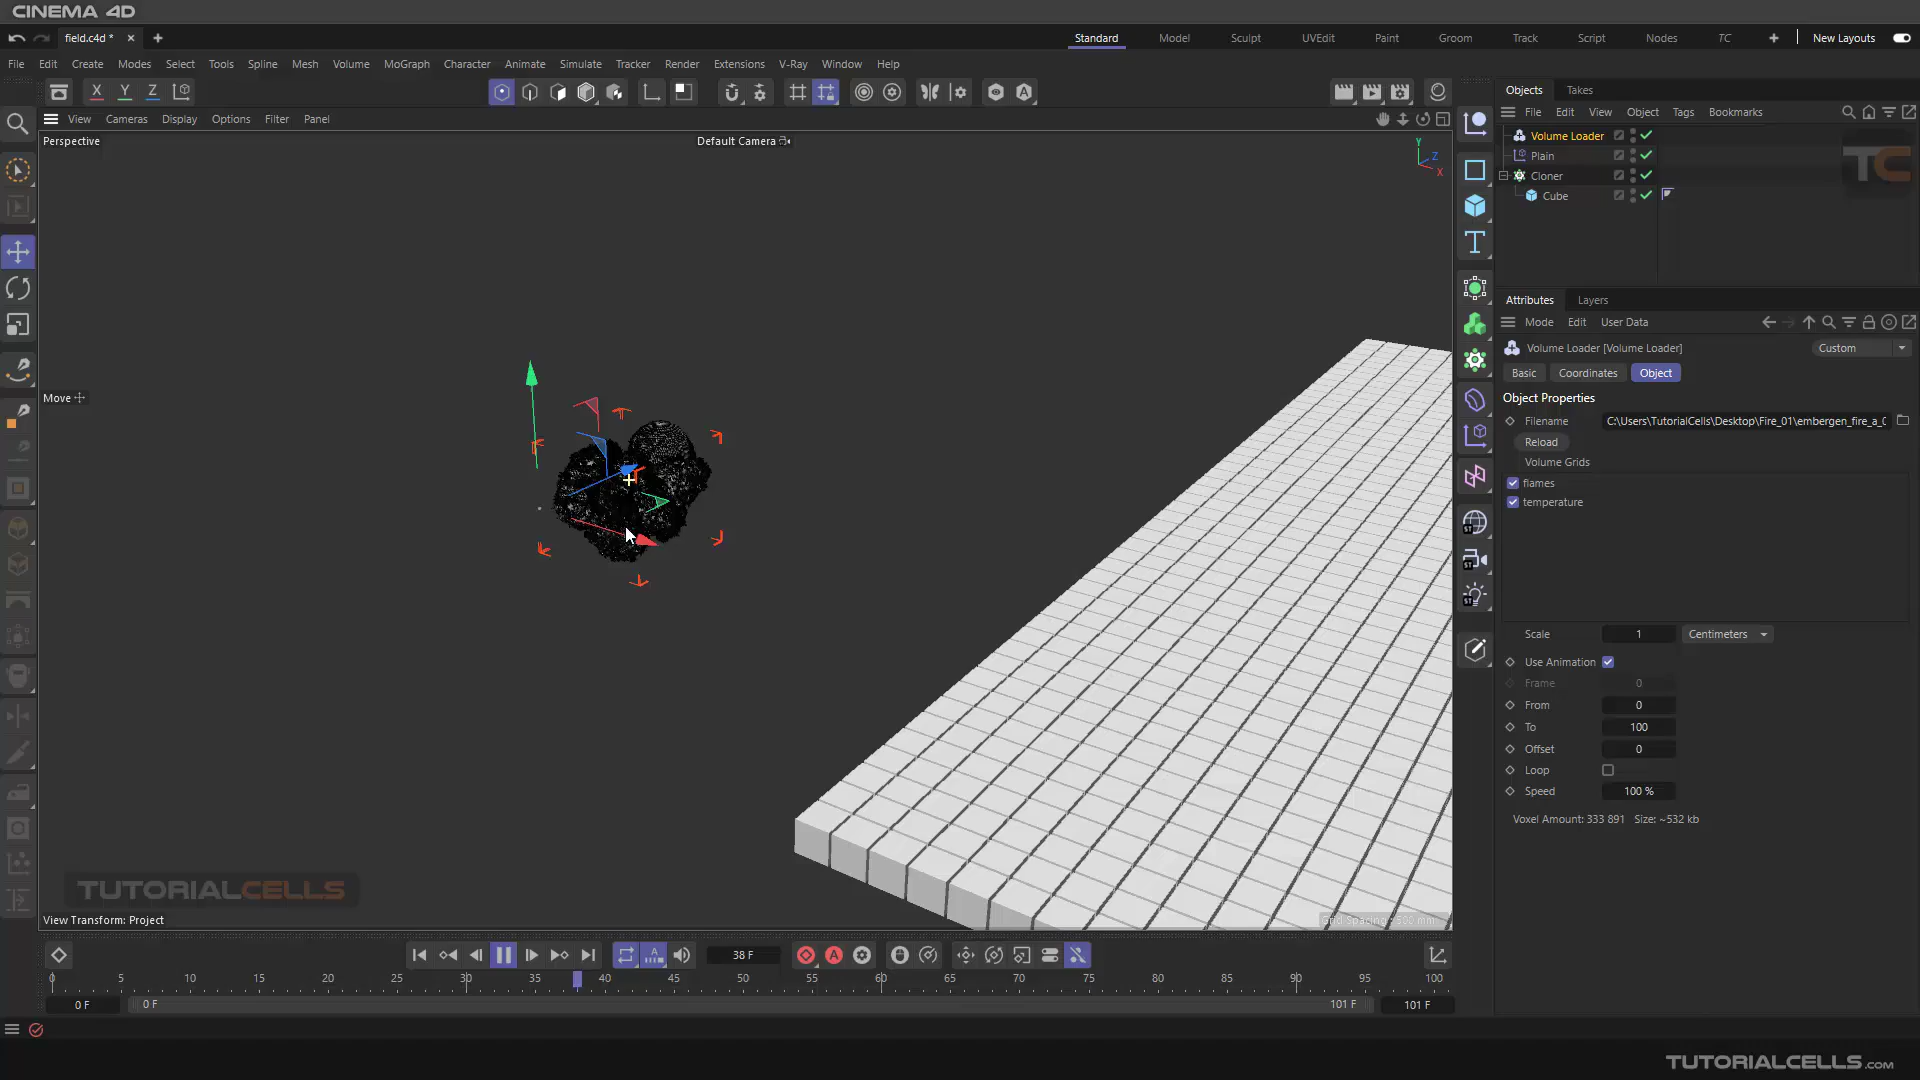 CINEMA 4D
field.c4d *
Standard Model Sculpt UVEdit Paint Groom Track Script Nodes TC New Layouts
File Edit Create Modes Select Tools Spline Mesh Volume MoGraph Character Animate Simulate Tracker Render Extensions V-Ray Window Help
X Y Z
View Cameras Display Options Filter Panel
Perspective
Default Camera
Y
Z
X
Move
TUTORIALCELLS
View Transform: Project
Grid Spacing : 500 mm
Objects Takes
File Edit View Object Tags Bookmarks
Volume Loader
Plain
Cloner
Cube
TC
Attributes Layers
Mode Edit User Data
Volume Loader [Volume Loader]
Custom
Basic Coordinates Object
Object Properties
Filename C:\Users\TutorialCells\Desktop\Fire_01\embergen_fire_a_0
Reload
Volume Grids
flames
temperature
Scale 1 Centimeters
Use Animation
Frame 0
From 0
To 100
Offset 0
Loop
Speed 100 %
Voxel Amount: 333 891 Size: ~532 kb
38 F
0 5 10 15 20 25 30 35 40 45 50 55 60 65 70 75 80 85 90 95 100
0 F 0 F 101 F 101 F
TUTORIALCELLS.com